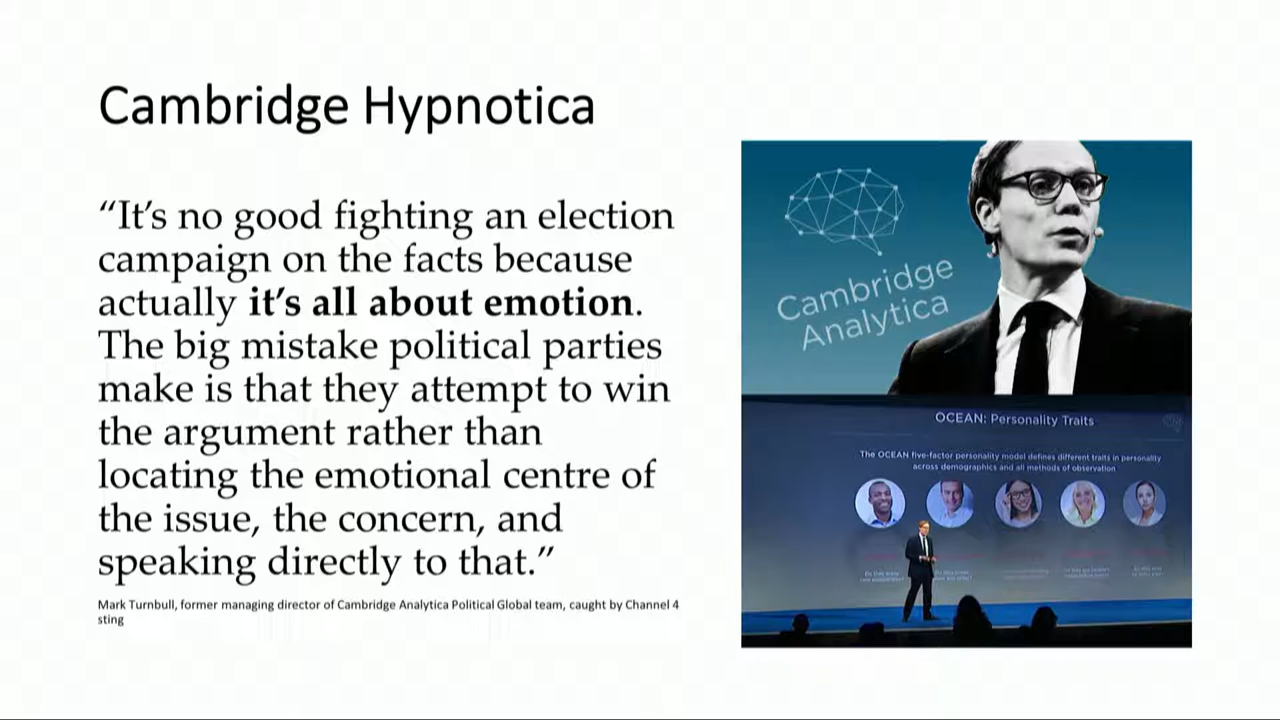 Cambridge Hypnotica
“It’s no good fighting an election
campaign on the facts because
actually it’s all about emotion.
The big mistake political parties
make is that they attempt to win
the argument rather than
locating the emotional centre of
the issue, the concern, and
speaking directly to that.”
Mark Turnbull, former managing director of Cambridge Analytica Political Global team, caught by Channel 4
sting
Cambridge
Analytica
OCEAN: Personality Traits
The OCEAN five-factor personality model defines different traits in personality
across demographics and all methods of observation